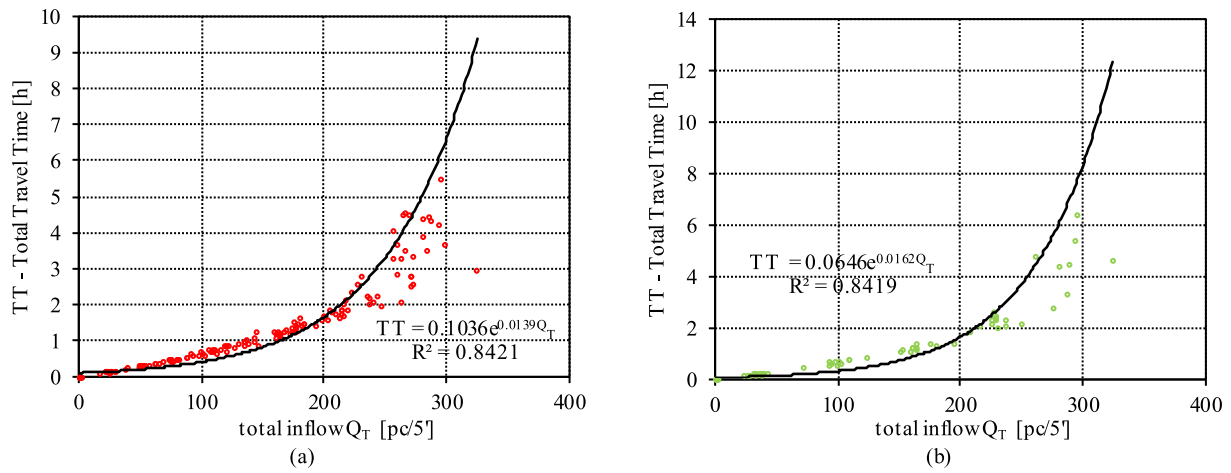 TT - Total Travel Time [h]
10
9
8
7
6
5
4
3
2
1
0
TT = 0.1036e^0.0139Q_T
R² = 0.8421
0 100 200 300 400
total inflow Q_T [pc/5']
(a)
TT - Total Travel Time [h]
14
12
10
8
6
4
2
0
TT = 0.0646e^0.0162Q_T
R² = 0.8419
0 100 200 300 400
total inflow Q_T [pc/5']
(b)